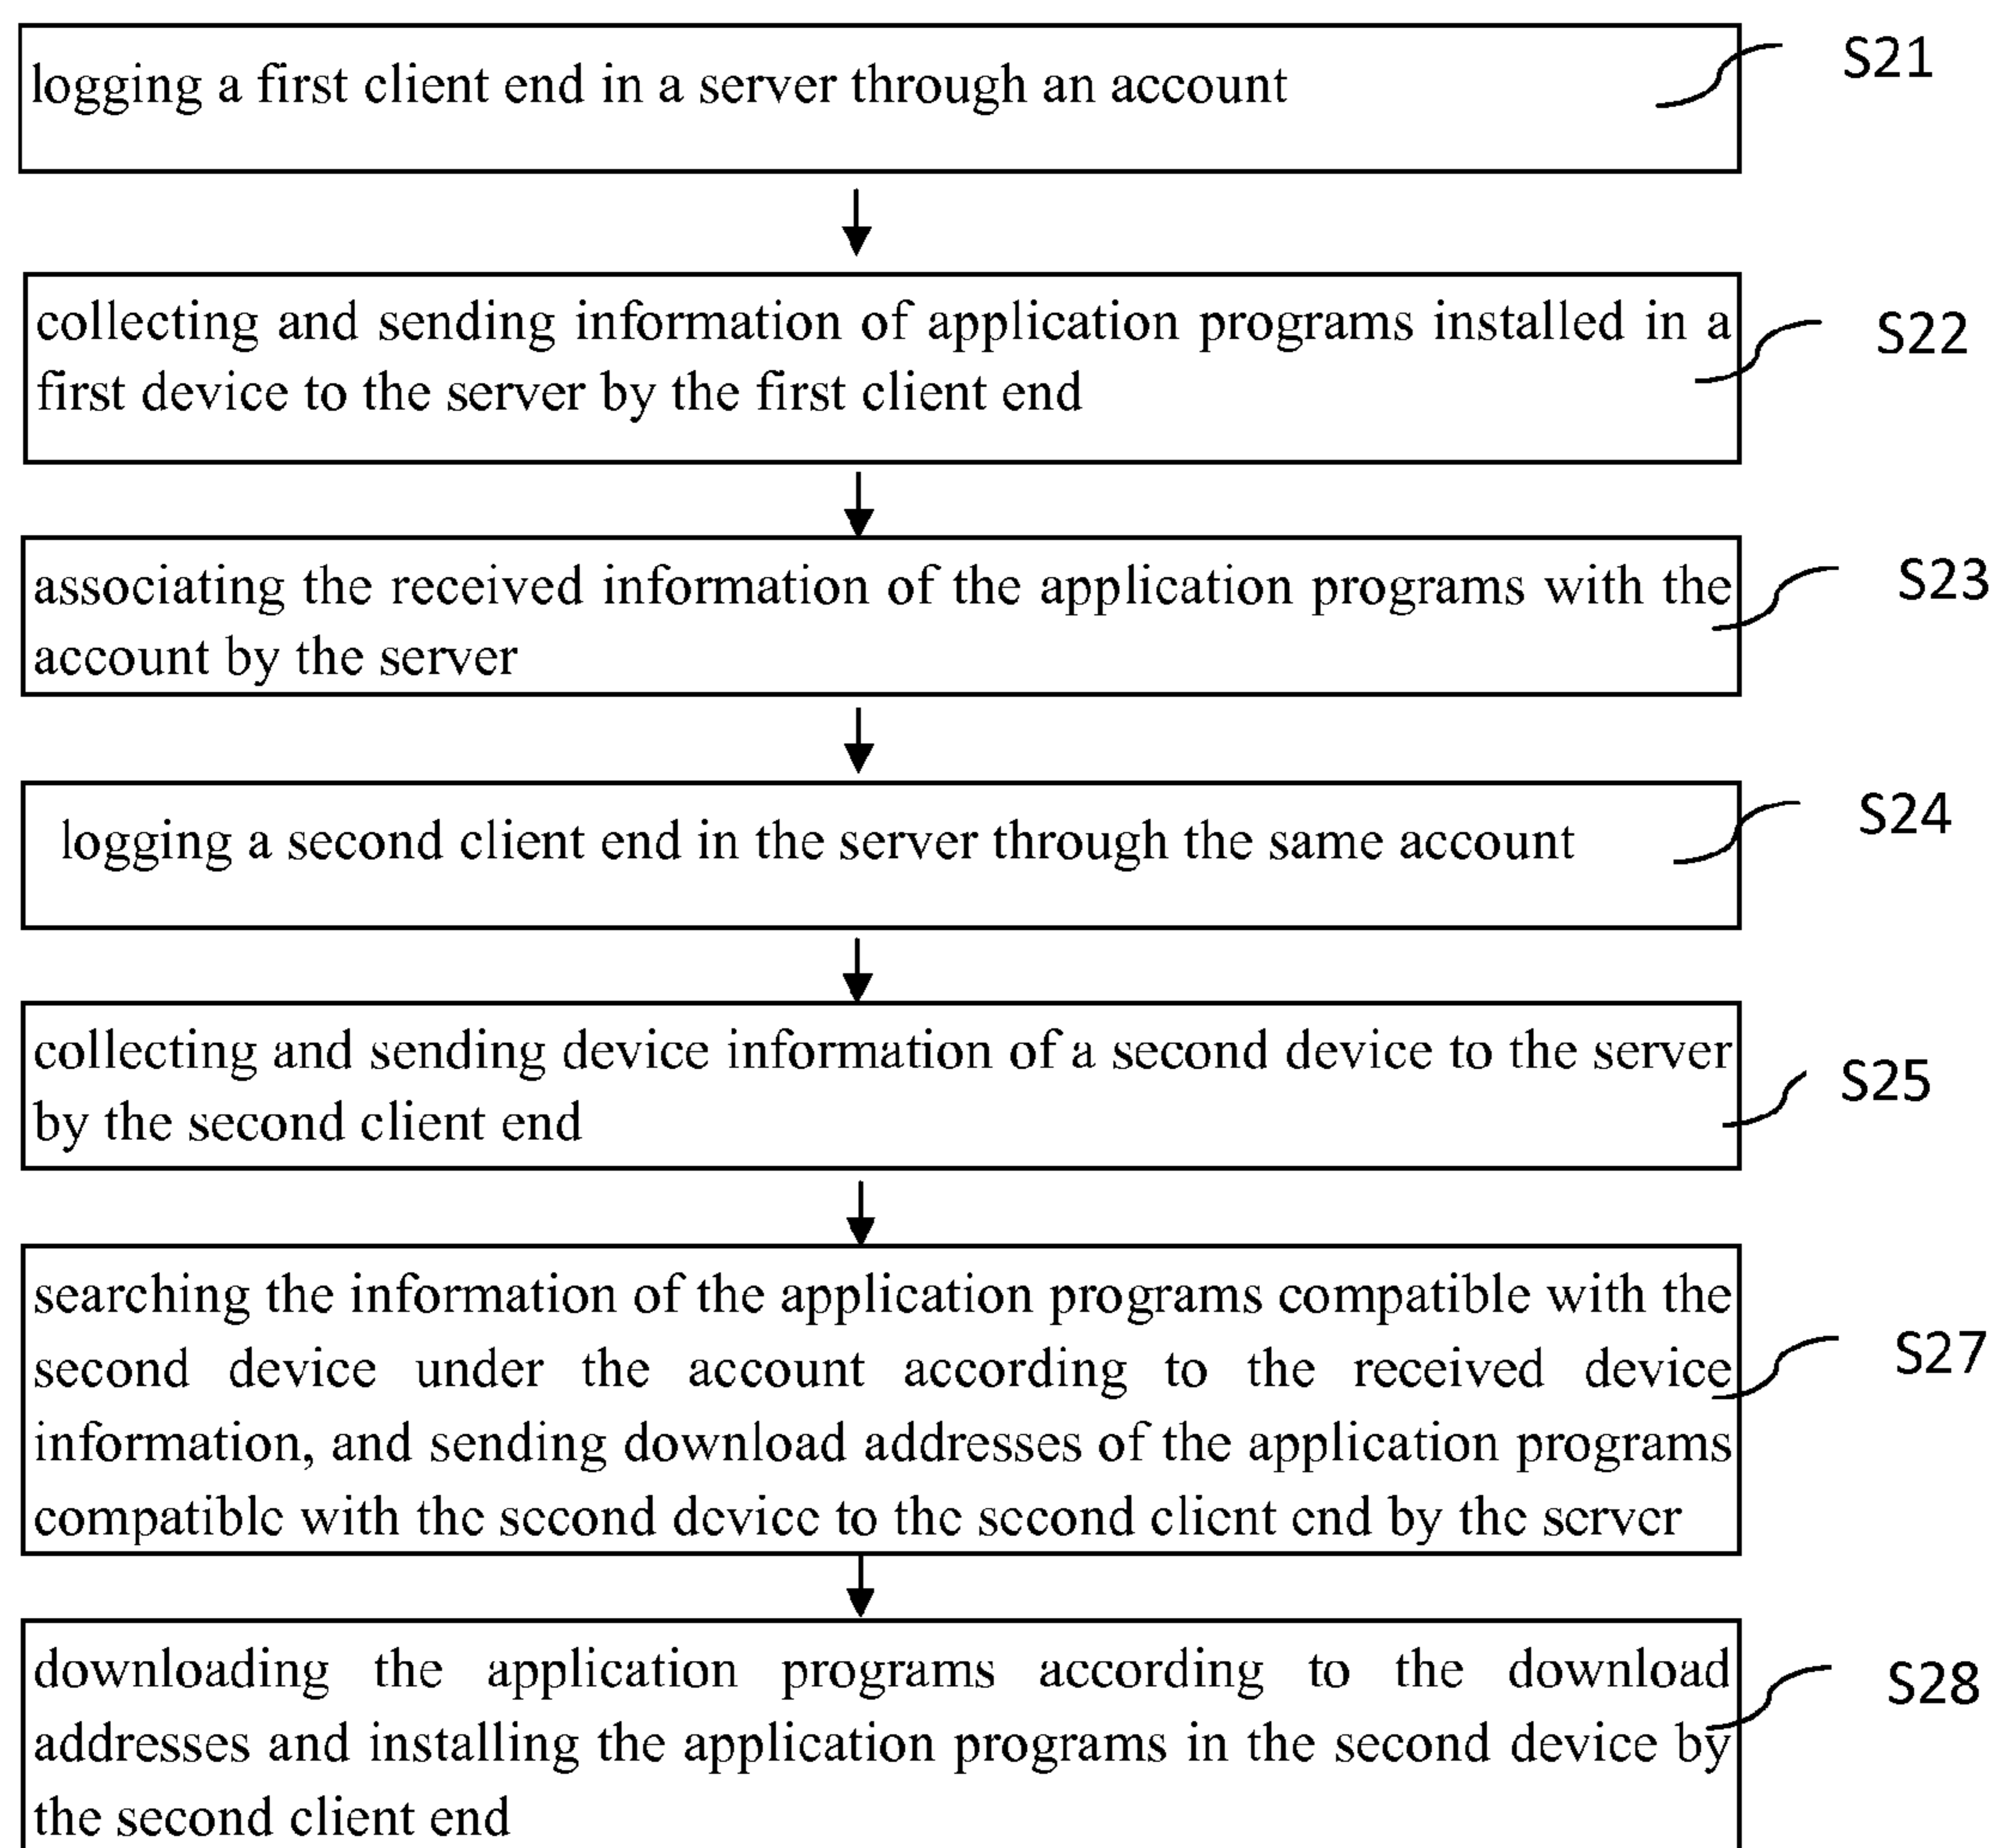 logging a first client end in a server through an account
S21
collecting and sending information of application programs installed in a
first device to the server by the first client end
S22
associating the received information of the application programs with the
account by the server
S23
logging a second client end in the server through the same account
S24
collecting and sending device information of a second device to the server
by the second client end
S25
searching the information of the application programs compatible with the
second device under the account according to the received device
information, and sending download addresses of the application programs
compatible with the second device to the second client end by the server
S27
downloading the application programs according to the download
addresses and installing the application programs in the second device by
the second client end
S28